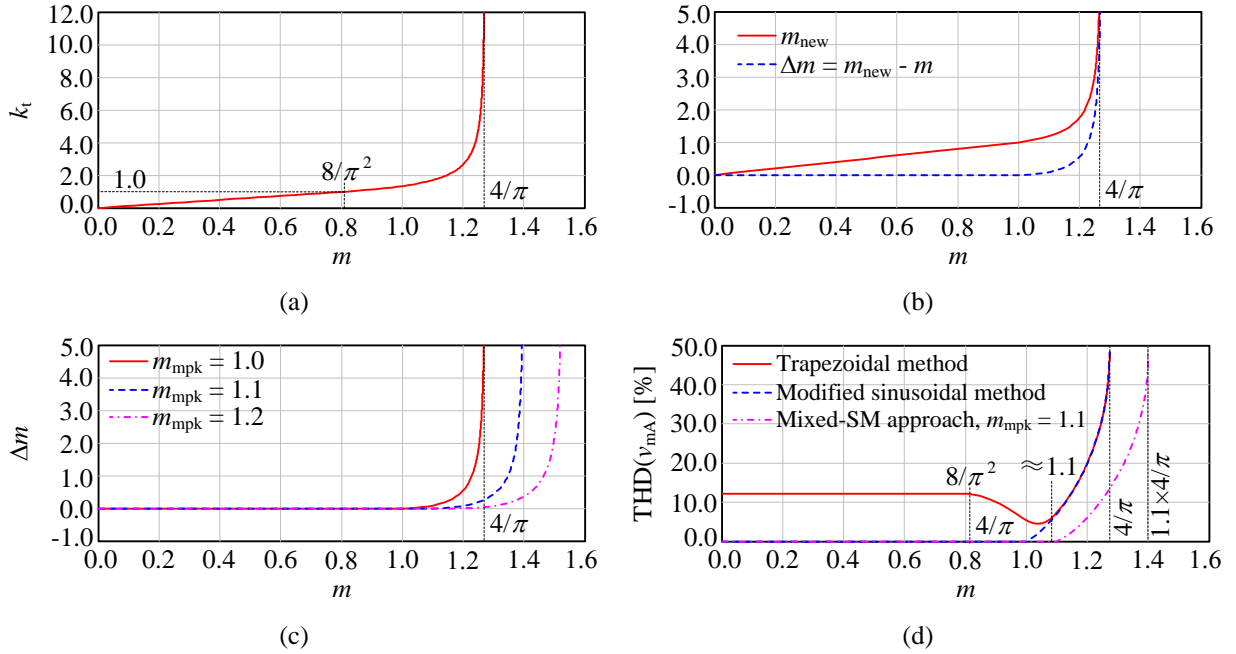 12.0
10.0
8.0
6.0
4.0
2.0
0.0
k_t
1.0
8/π²
4/π
0.0 0.2 0.4 0.6 0.8 1.0 1.2 1.4 1.6
m
(a)
5.0
4.0
3.0
2.0
1.0
0.0
-1.0
m_new
Δm = m_new - m
4/π
0.0 0.2 0.4 0.6 0.8 1.0 1.2 1.4 1.6
m
(b)
5.0
4.0
3.0
2.0
1.0
0.0
-1.0
Δm
m_mpk = 1.0
m_mpk = 1.1
m_mpk = 1.2
4/π
0.0 0.2 0.4 0.6 0.8 1.0 1.2 1.4 1.6
m
(c)
50.0
40.0
30.0
20.0
10.0
0.0
THD(v_mA) [%]
Trapezoidal method
Modified sinusoidal method
Mixed-SM approach, m_mpk = 1.1
8/π²
≈1.1
4/π
4/π
1.1×4/π
0.0 0.2 0.4 0.6 0.8 1.0 1.2 1.4 1.6
m
(d)